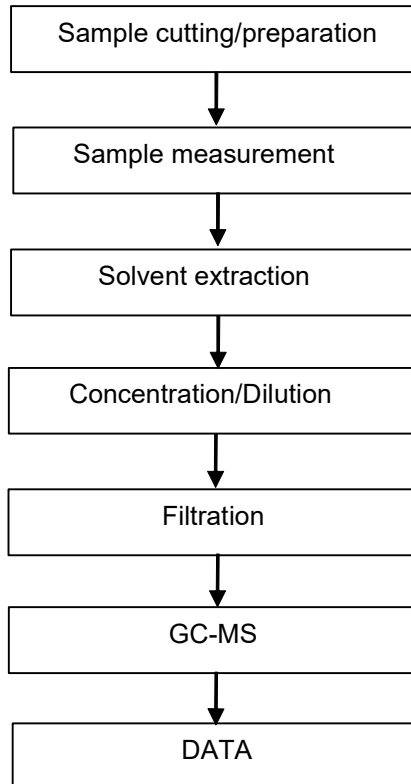 Sample cutting/preparation
Sample measurement
Solvent extraction
Concentration/Dilution
Filtration
GC-MS
DATA